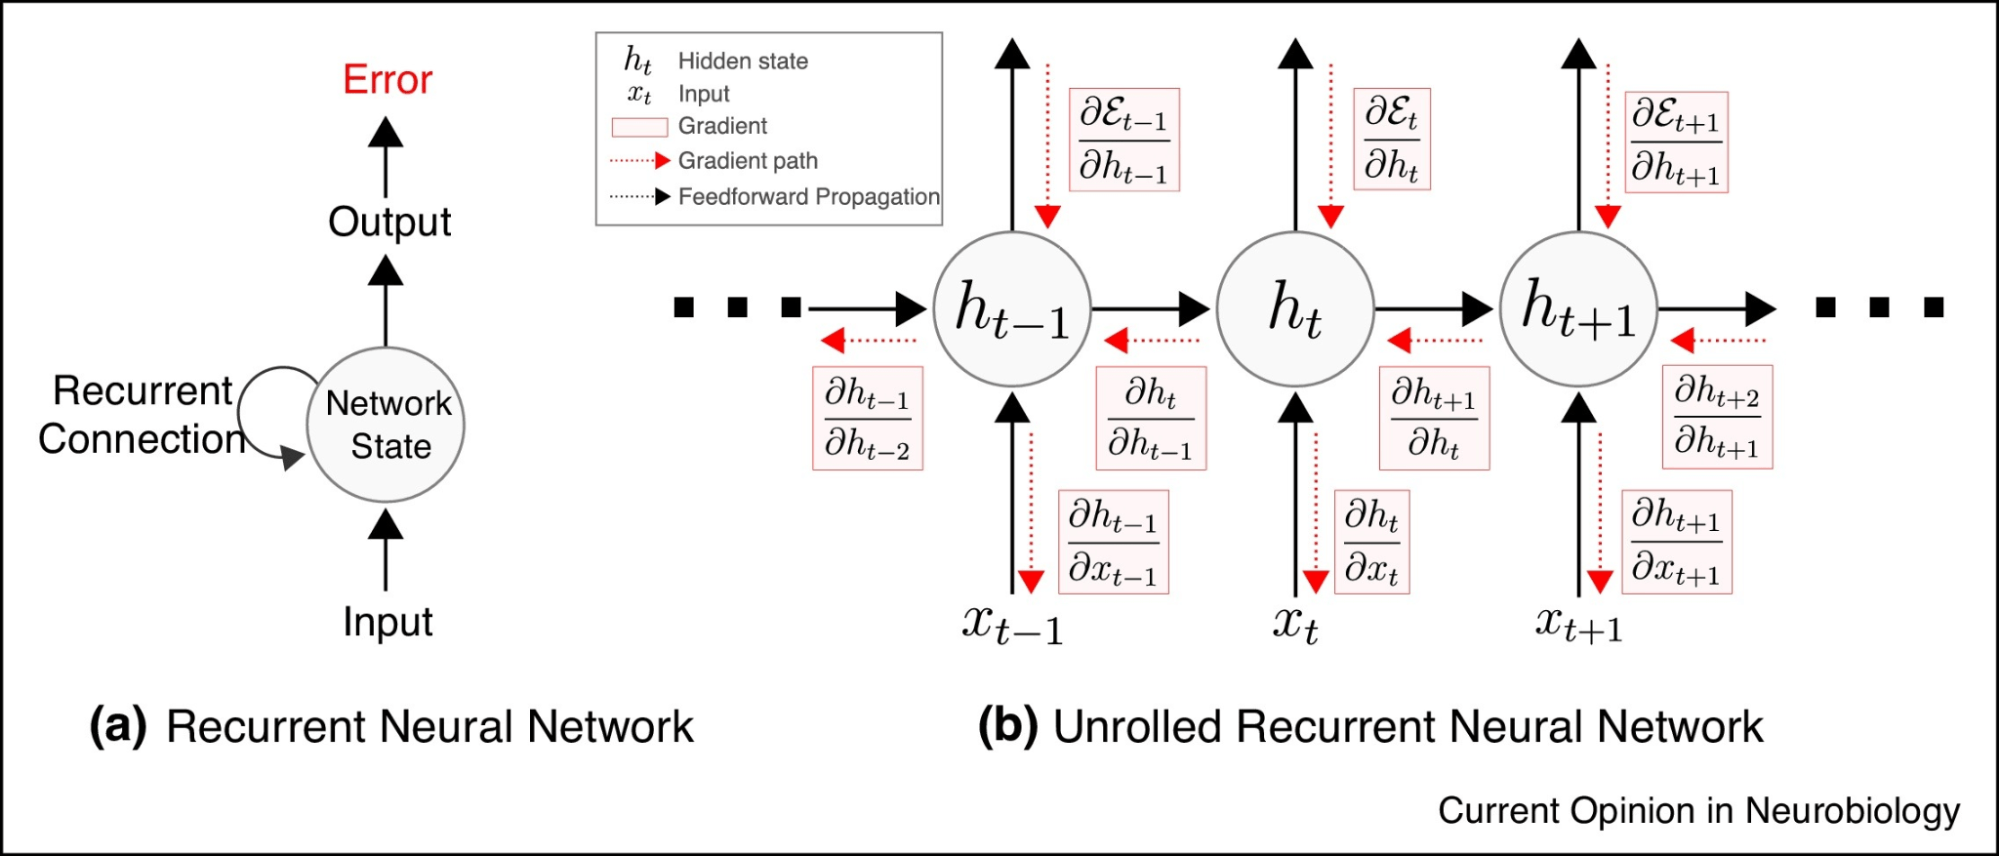 Error
Output
Recurrent
Connection
Network
State
Input
(a) Recurrent Neural Network
h_t Hidden state
x_t Input
Gradient
Gradient path
Feedforward Propagation
∂ℰ_{t−1}
∂h_{t−1}
∂ℰ_t
∂h_t
∂ℰ_{t+1}
∂h_{t+1}
h_{t−1}
h_t
h_{t+1}
∂h_{t−1}
∂h_{t−2}
∂h_t
∂h_{t−1}
∂h_{t+1}
∂h_t
∂h_{t+2}
∂h_{t+1}
∂h_{t−1}
∂x_{t−1}
∂h_t
∂x_t
∂h_{t+1}
∂x_{t+1}
x_{t−1}
x_t
x_{t+1}
(b) Unrolled Recurrent Neural Network
Current Opinion in Neurobiology